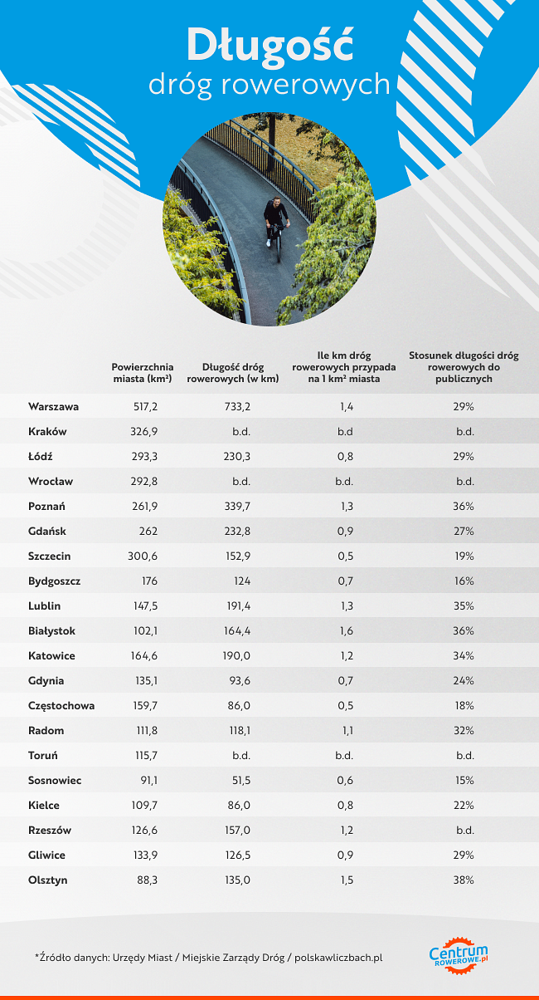 Długość
dróg rowerowych
Powierzchnia miasta (km²) Długość dróg rowerowych (w km) Ile km dróg rowerowych przypada na 1 km² miasta Stosunek długości dróg rowerowych do publicznych
Warszawa 517,2 733,2 1,4 29%
Kraków 326,9 b.d. b.d b.d.
Łódź 293,3 230,3 0,8 29%
Wrocław 292,8 b.d. b.d. b.d.
Poznań 261,9 339,7 1,3 36%
Gdańsk 262 232,8 0,9 27%
Szczecin 300,6 152,9 0,5 19%
Bydgoszcz 176 124 0,7 16%
Lublin 147,5 191,4 1,3 35%
Białystok 102,1 164,4 1,6 36%
Katowice 164,6 190,0 1,2 34%
Gdynia 135,1 93,6 0,7 24%
Częstochowa 159,7 86,0 0,5 18%
Radom 111,8 118,1 1,1 32%
Toruń 115,7 b.d. b.d. b.d.
Sosnowiec 91,1 51,5 0,6 15%
Kielce 109,7 86,0 0,8 22%
Rzeszów 126,6 157,0 1,2 b.d.
Gliwice 133,9 126,5 0,9 29%
Olsztyn 88,3 135,0 1,5 38%
*Źródło danych: Urzędy Miast / Miejskie Zarządy Dróg / polskawliczbach.pl
Centrum
ROWEROWE.pl